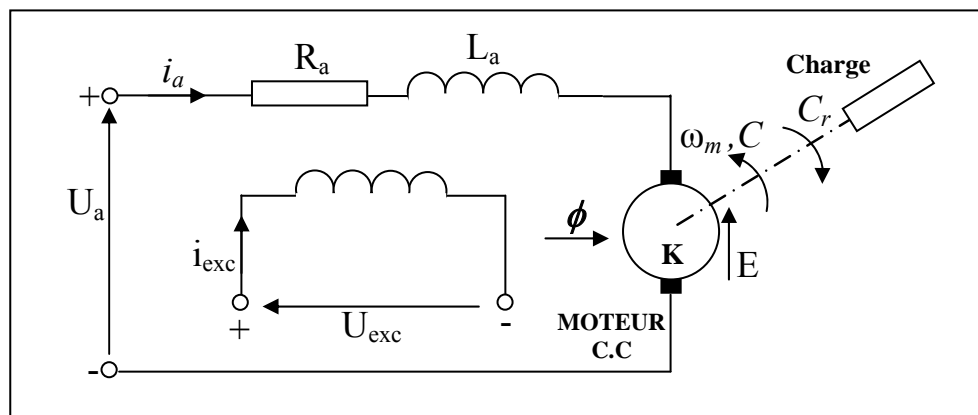 i_a
R_a
L_a
Charge
+
C_r
ω_m , C
U_a
ϕ
i_exc
K
E
+
-
U_exc
MOTEUR
C.C
-